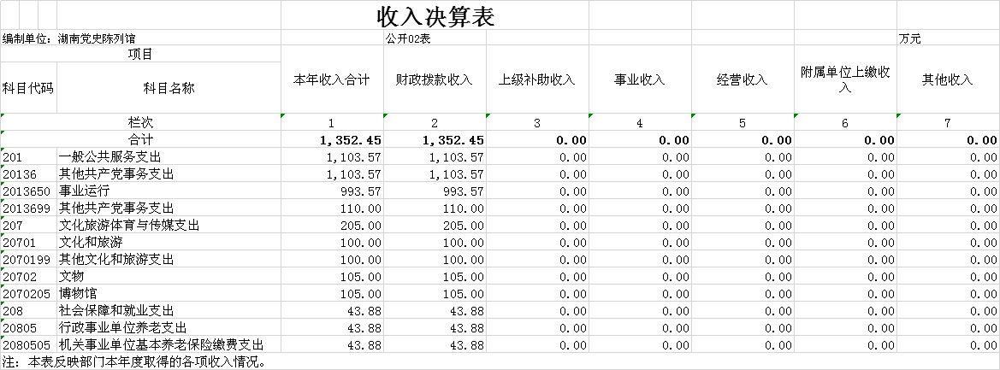 收入决算表
编制单位：湖南党史陈列馆 公开02表 万元
项目 本年收入合计 财政拨款收入 上级补助收入 事业收入 经营收入 附属单位上缴收入 其他收入
科目代码 科目名称
栏次 1 2 3 4 5 6 7
合计 1,352.45 1,352.45 0.00 0.00 0.00 0.00 0.00
201 一般公共服务支出 1,103.57 1,103.57 0.00 0.00 0.00 0.00 0.00
20136 其他共产党事务支出 1,103.57 1,103.57 0.00 0.00 0.00 0.00 0.00
2013650 事业运行 993.57 993.57 0.00 0.00 0.00 0.00 0.00
2013699 其他共产党事务支出 110.00 110.00 0.00 0.00 0.00 0.00 0.00
207 文化旅游体育与传媒支出 205.00 205.00 0.00 0.00 0.00 0.00 0.00
20701 文化和旅游 100.00 100.00 0.00 0.00 0.00 0.00 0.00
2070199 其他文化和旅游支出 100.00 100.00 0.00 0.00 0.00 0.00 0.00
20702 文物 105.00 105.00 0.00 0.00 0.00 0.00 0.00
2070205 博物馆 105.00 105.00 0.00 0.00 0.00 0.00 0.00
208 社会保障和就业支出 43.88 43.88 0.00 0.00 0.00 0.00 0.00
20805 行政事业单位养老支出 43.88 43.88 0.00 0.00 0.00 0.00 0.00
2080505 机关事业单位基本养老保险缴费支出 43.88 43.88 0.00 0.00 0.00 0.00 0.00
注：本表反映部门本年度取得的各项收入情况。